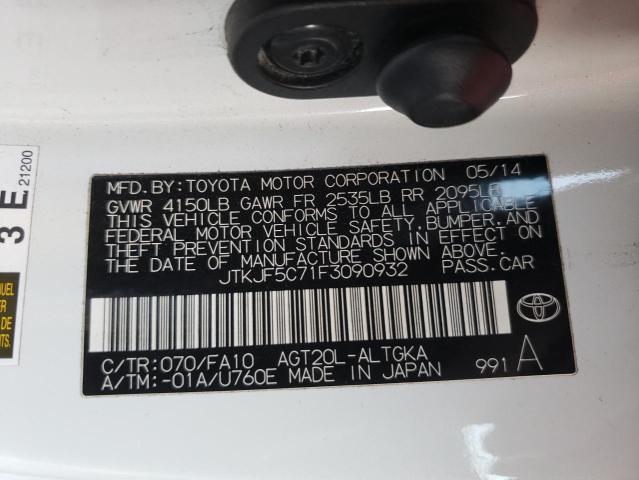 MFD.BY:TOYOTA MOTOR CORPORATION 05/14
GVWR 4150LB GAWR FR 2535LB RR 2095LB
THIS VEHICLE CONFORMS TO ALL APPLICABLE
FEDERAL MOTOR VEHICLE SAFETY,BUMPER,AND
THEFT PREVENTION STANDARDS IN EFFECT ON
THE DATE OF MANUFACTURE SHOWN ABOVE.
JTKJF5C71F3090932 PASS.CAR
C/TR:070/FA10 AGT20L-ALTGKA
A/TM:-01A/U760E MADE IN JAPAN 991 A
3 E
21200